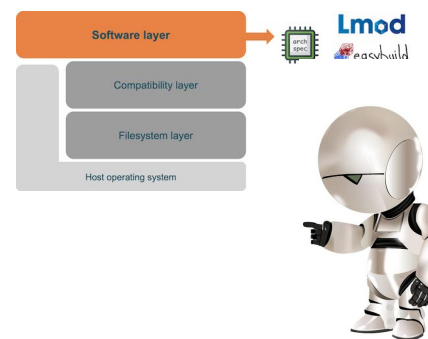 Software layer
arch
spec
Lmod
easybuild
Compatibility layer
Filesystem layer
Host operating system